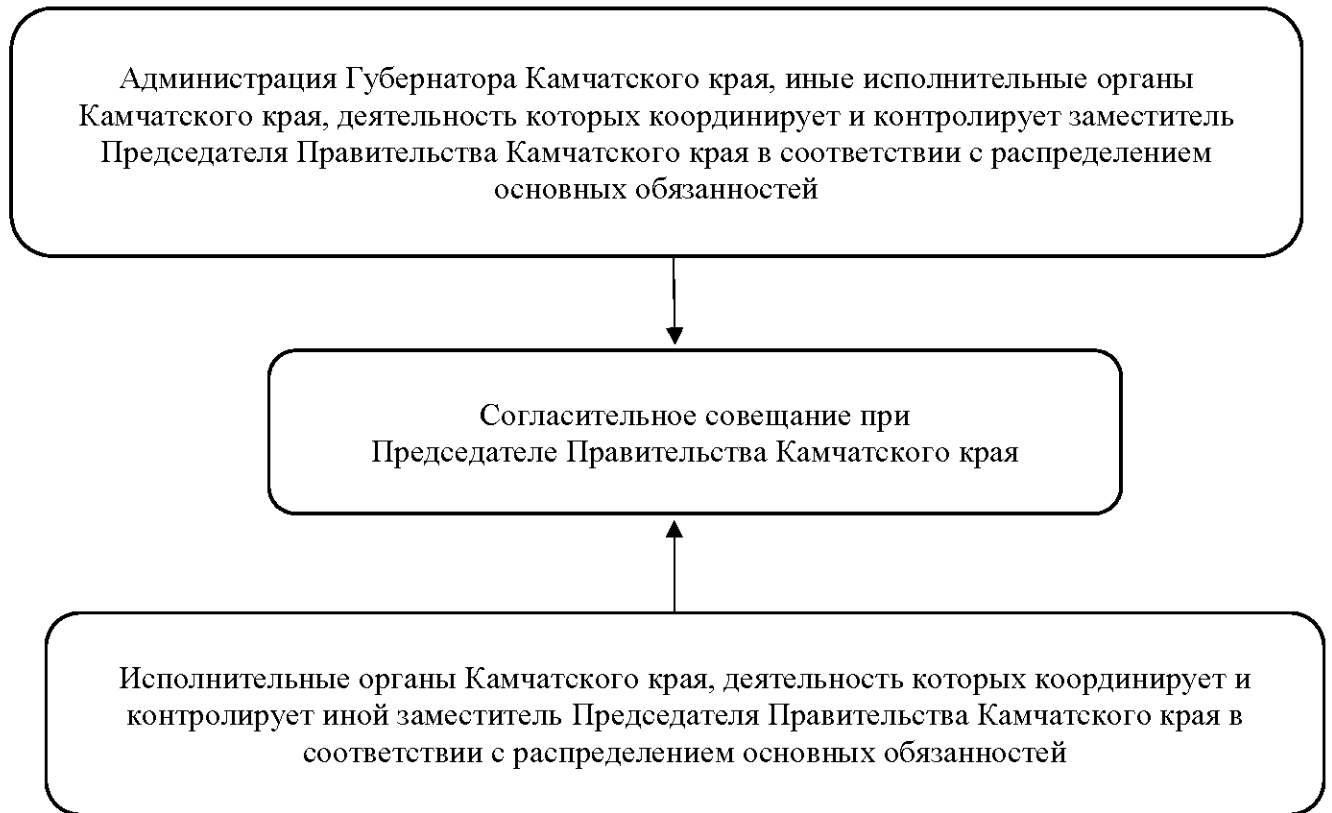 Администрация Губернатора Камчатского края, иные исполнительные органы
Камчатского края, деятельность которых координирует и контролирует заместитель
Председателя Правительства Камчатского края в соответствии с распределением
основных обязанностей
Согласительное совещание при
Председателе Правительства Камчатского края
Исполнительные органы Камчатского края, деятельность которых координирует и
контролирует иной заместитель Председателя Правительства Камчатского края в
соответствии с распределением основных обязанностей